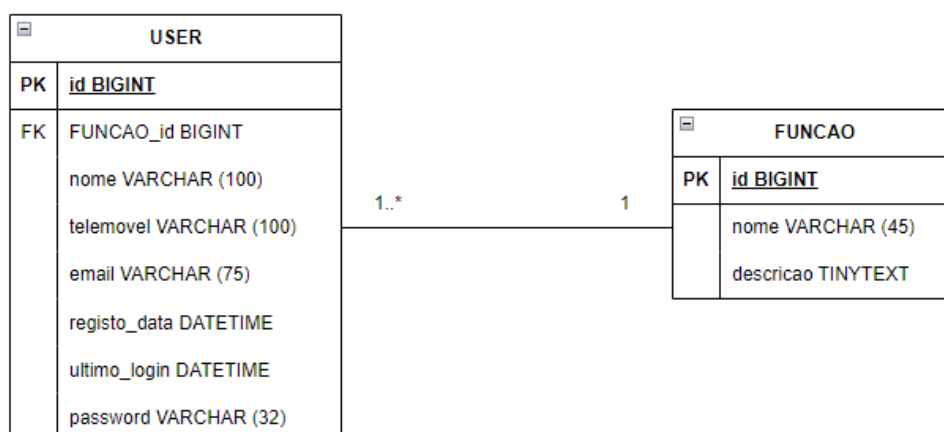 USER
PK id BIGINT
FK FUNCAO_id BIGINT
nome VARCHAR (100)
telemovel VARCHAR (100)
email VARCHAR (75)
registo_data DATETIME
ultimo_login DATETIME
password VARCHAR (32)
1..* 1
FUNCAO
PK id BIGINT
nome VARCHAR (45)
descricao TINYTEXT